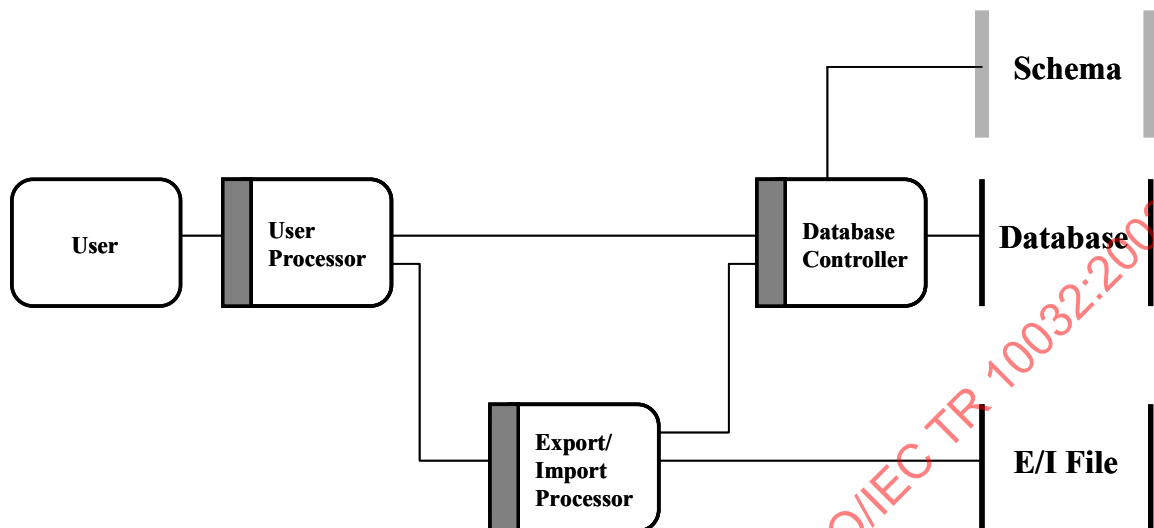 Schema
User
User
Processor
Database
Controller
Database
Export/
Import
Processor
E/I File
O/IEC TR 10032:200